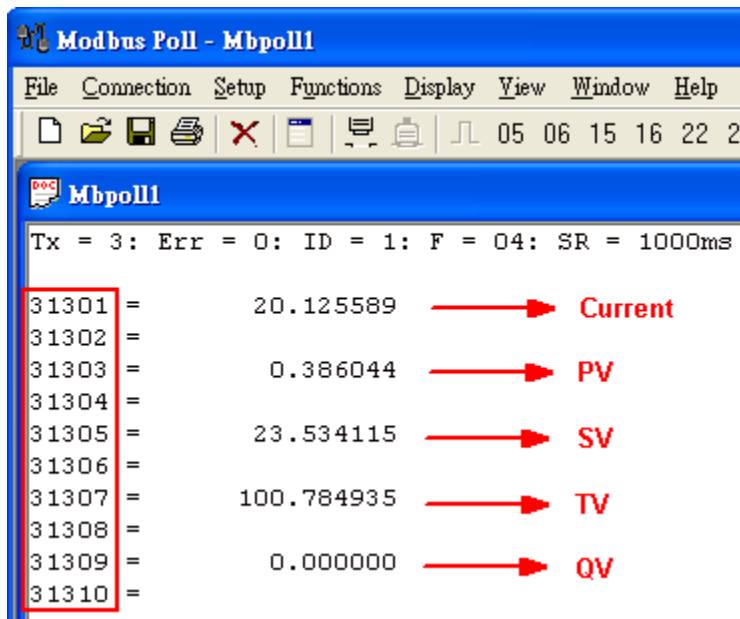 Modbus Poll - Mbpoll1
File Connection Setup Functions Display View Window Help
05 06 15 16 22 2
DOC Mbpoll1
Tx = 3: Err = 0: ID = 1: F = 04: SR = 1000ms
31301 = 20.125589 Current
31302 =
31303 = 0.386044 PV
31304 =
31305 = 23.534115 SV
31306 =
31307 = 100.784935 TV
31308 =
31309 = 0.000000 QV
31310 =